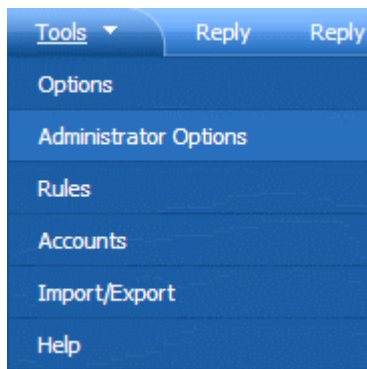 Tools Reply Reply
Options
Administrator Options
Rules
Accounts
Import/Export
Help